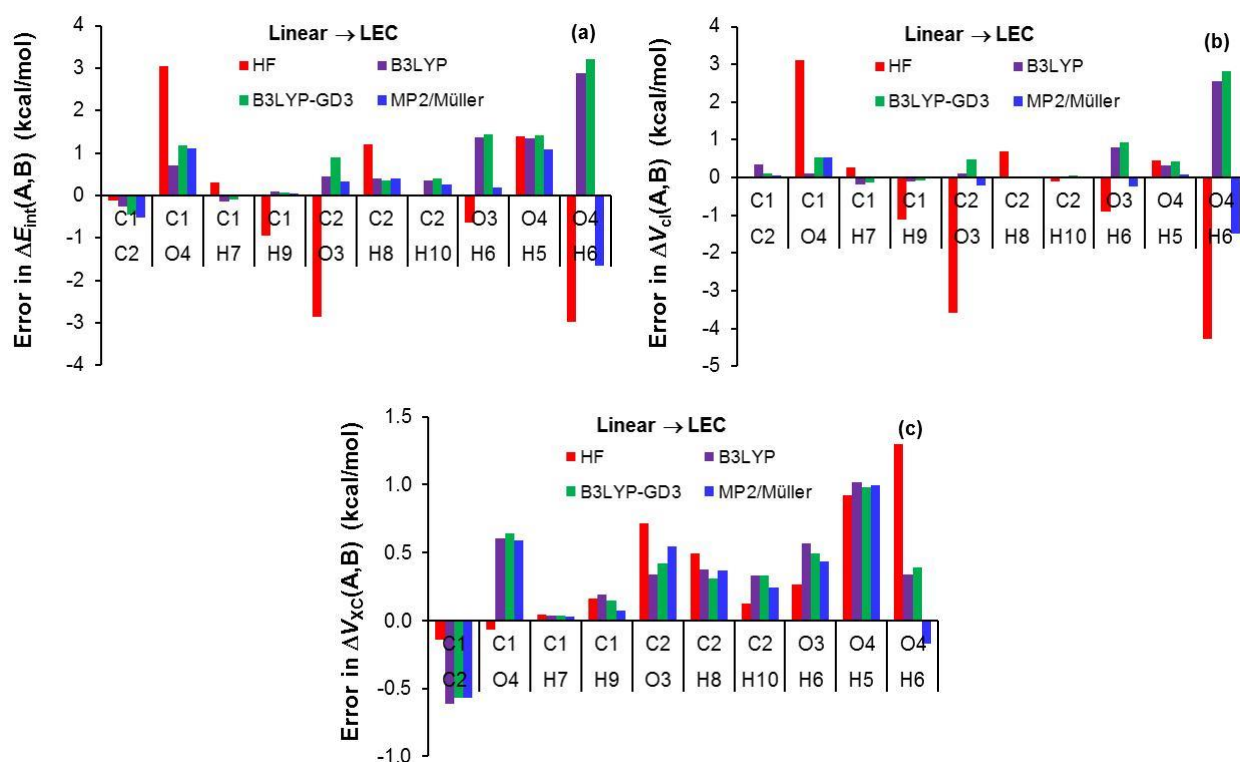 Linear → LEC
(a)
HF
B3LYP
B3LYP-GD3
MP2/Müller
Error in ΔEint(A,B) (kcal/mol)
4
3
2
1
0
-1
-2
-3
-4
C1 C1 C1 C1 C2 C2 C2 O3 O4 O4
C2 O4 H7 H9 O3 H8 H10 H6 H5 H6
Linear → LEC
(b)
HF
B3LYP
B3LYP-GD3
MP2/Müller
Error in ΔVcl(A,B) (kcal/mol)
4
3
2
1
0
-1
-2
-3
-4
-5
C1 C1 C1 C1 C2 C2 C2 O3 O4 O4
C2 O4 H7 H9 O3 H8 H10 H6 H5 H6
Linear → LEC
(c)
HF
B3LYP
B3LYP-GD3
MP2/Müller
Error in ΔVXC(A,B) (kcal/mol)
1.5
1.0
0.5
0.0
-0.5
-1.0
C1 C1 C1 C1 C2 C2 C2 O3 O4 O4
C2 O4 H7 H9 O3 H8 H10 H6 H5 H6